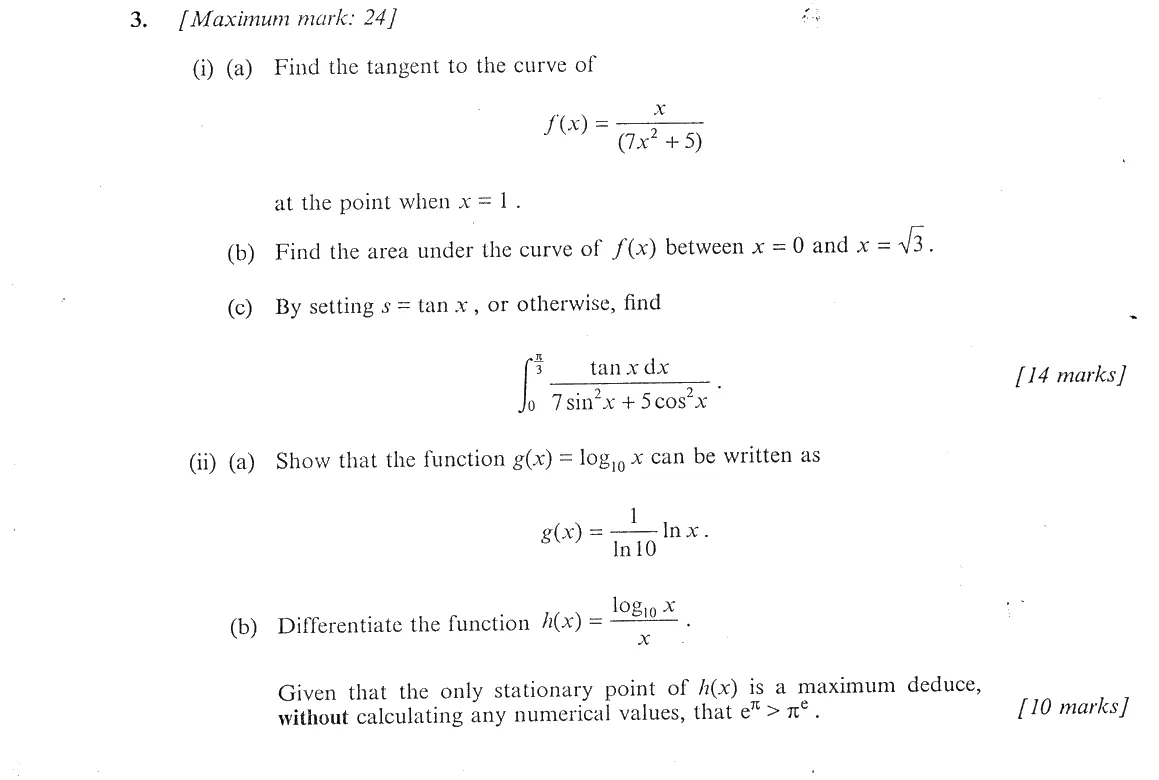 3. [Maximum mark: 24]
(i) (a) Find the tangent to the curve of
f(x) = x / (7x² + 5)
at the point when x = 1 .
(b) Find the area under the curve of f(x) between x = 0 and x = √3 .
(c) By setting s = tan x , or otherwise, find
∫₀^(π/3) tan x dx / (7 sin²x + 5 cos²x) .
[14 marks]
(ii) (a) Show that the function g(x) = log₁₀ x can be written as
g(x) = 1 / ln 10 ln x .
(b) Differentiate the function h(x) = log₁₀ x / x .
Given that the only stationary point of h(x) is a maximum deduce,
without calculating any numerical values, that e^π > π^e .
[10 marks]